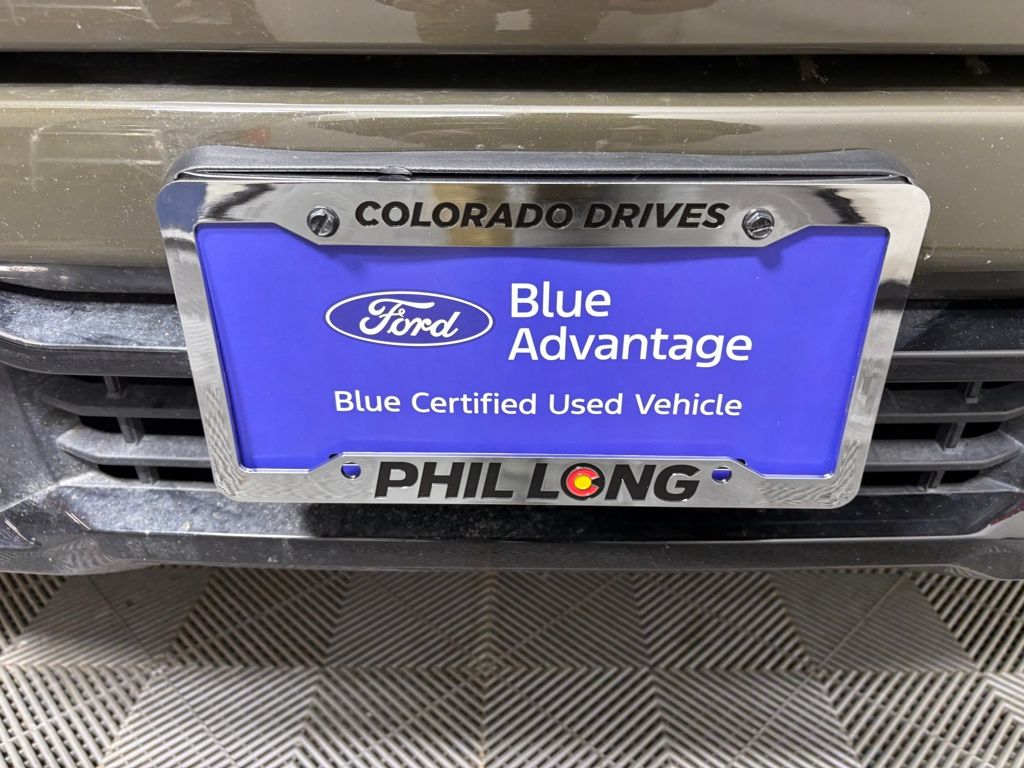 COLORADO DRIVES
Ford
Blue
Advantage
Blue Certified Used Vehicle
PHIL LONG